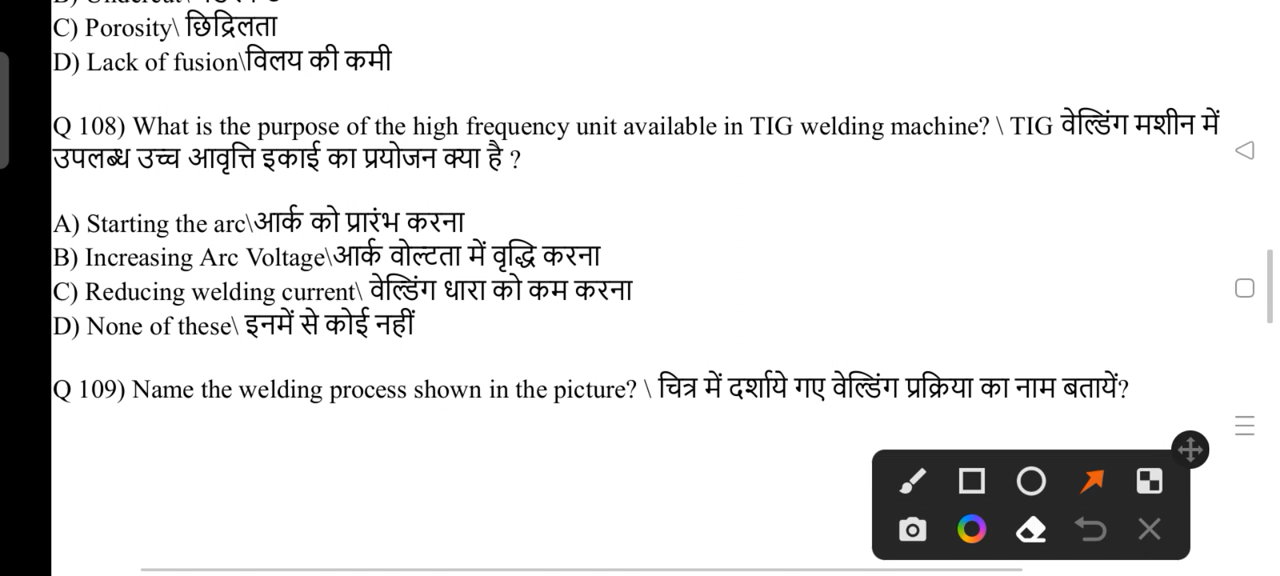 C) Porosity\ छिद्रिलता
D) Lack of fusion\विलय की कमी
Q 108) What is the purpose of the high frequency unit available in TIG welding machine? \ TIG वेल्डिंग मशीन में
उपलब्ध उच्च आवृत्ति इकाई का प्रयोजन क्या है ?
A) Starting the arc\आर्क को प्रारंभ करना
B) Increasing Arc Voltage\आर्क वोल्टता में वृद्धि करना
C) Reducing welding current\ वेल्डिंग धारा को कम करना
D) None of these\ इनमें से कोई नहीं
Q 109) Name the welding process shown in the picture? \ चित्र में दर्शाये गए वेल्डिंग प्रक्रिया का नाम बतायें?